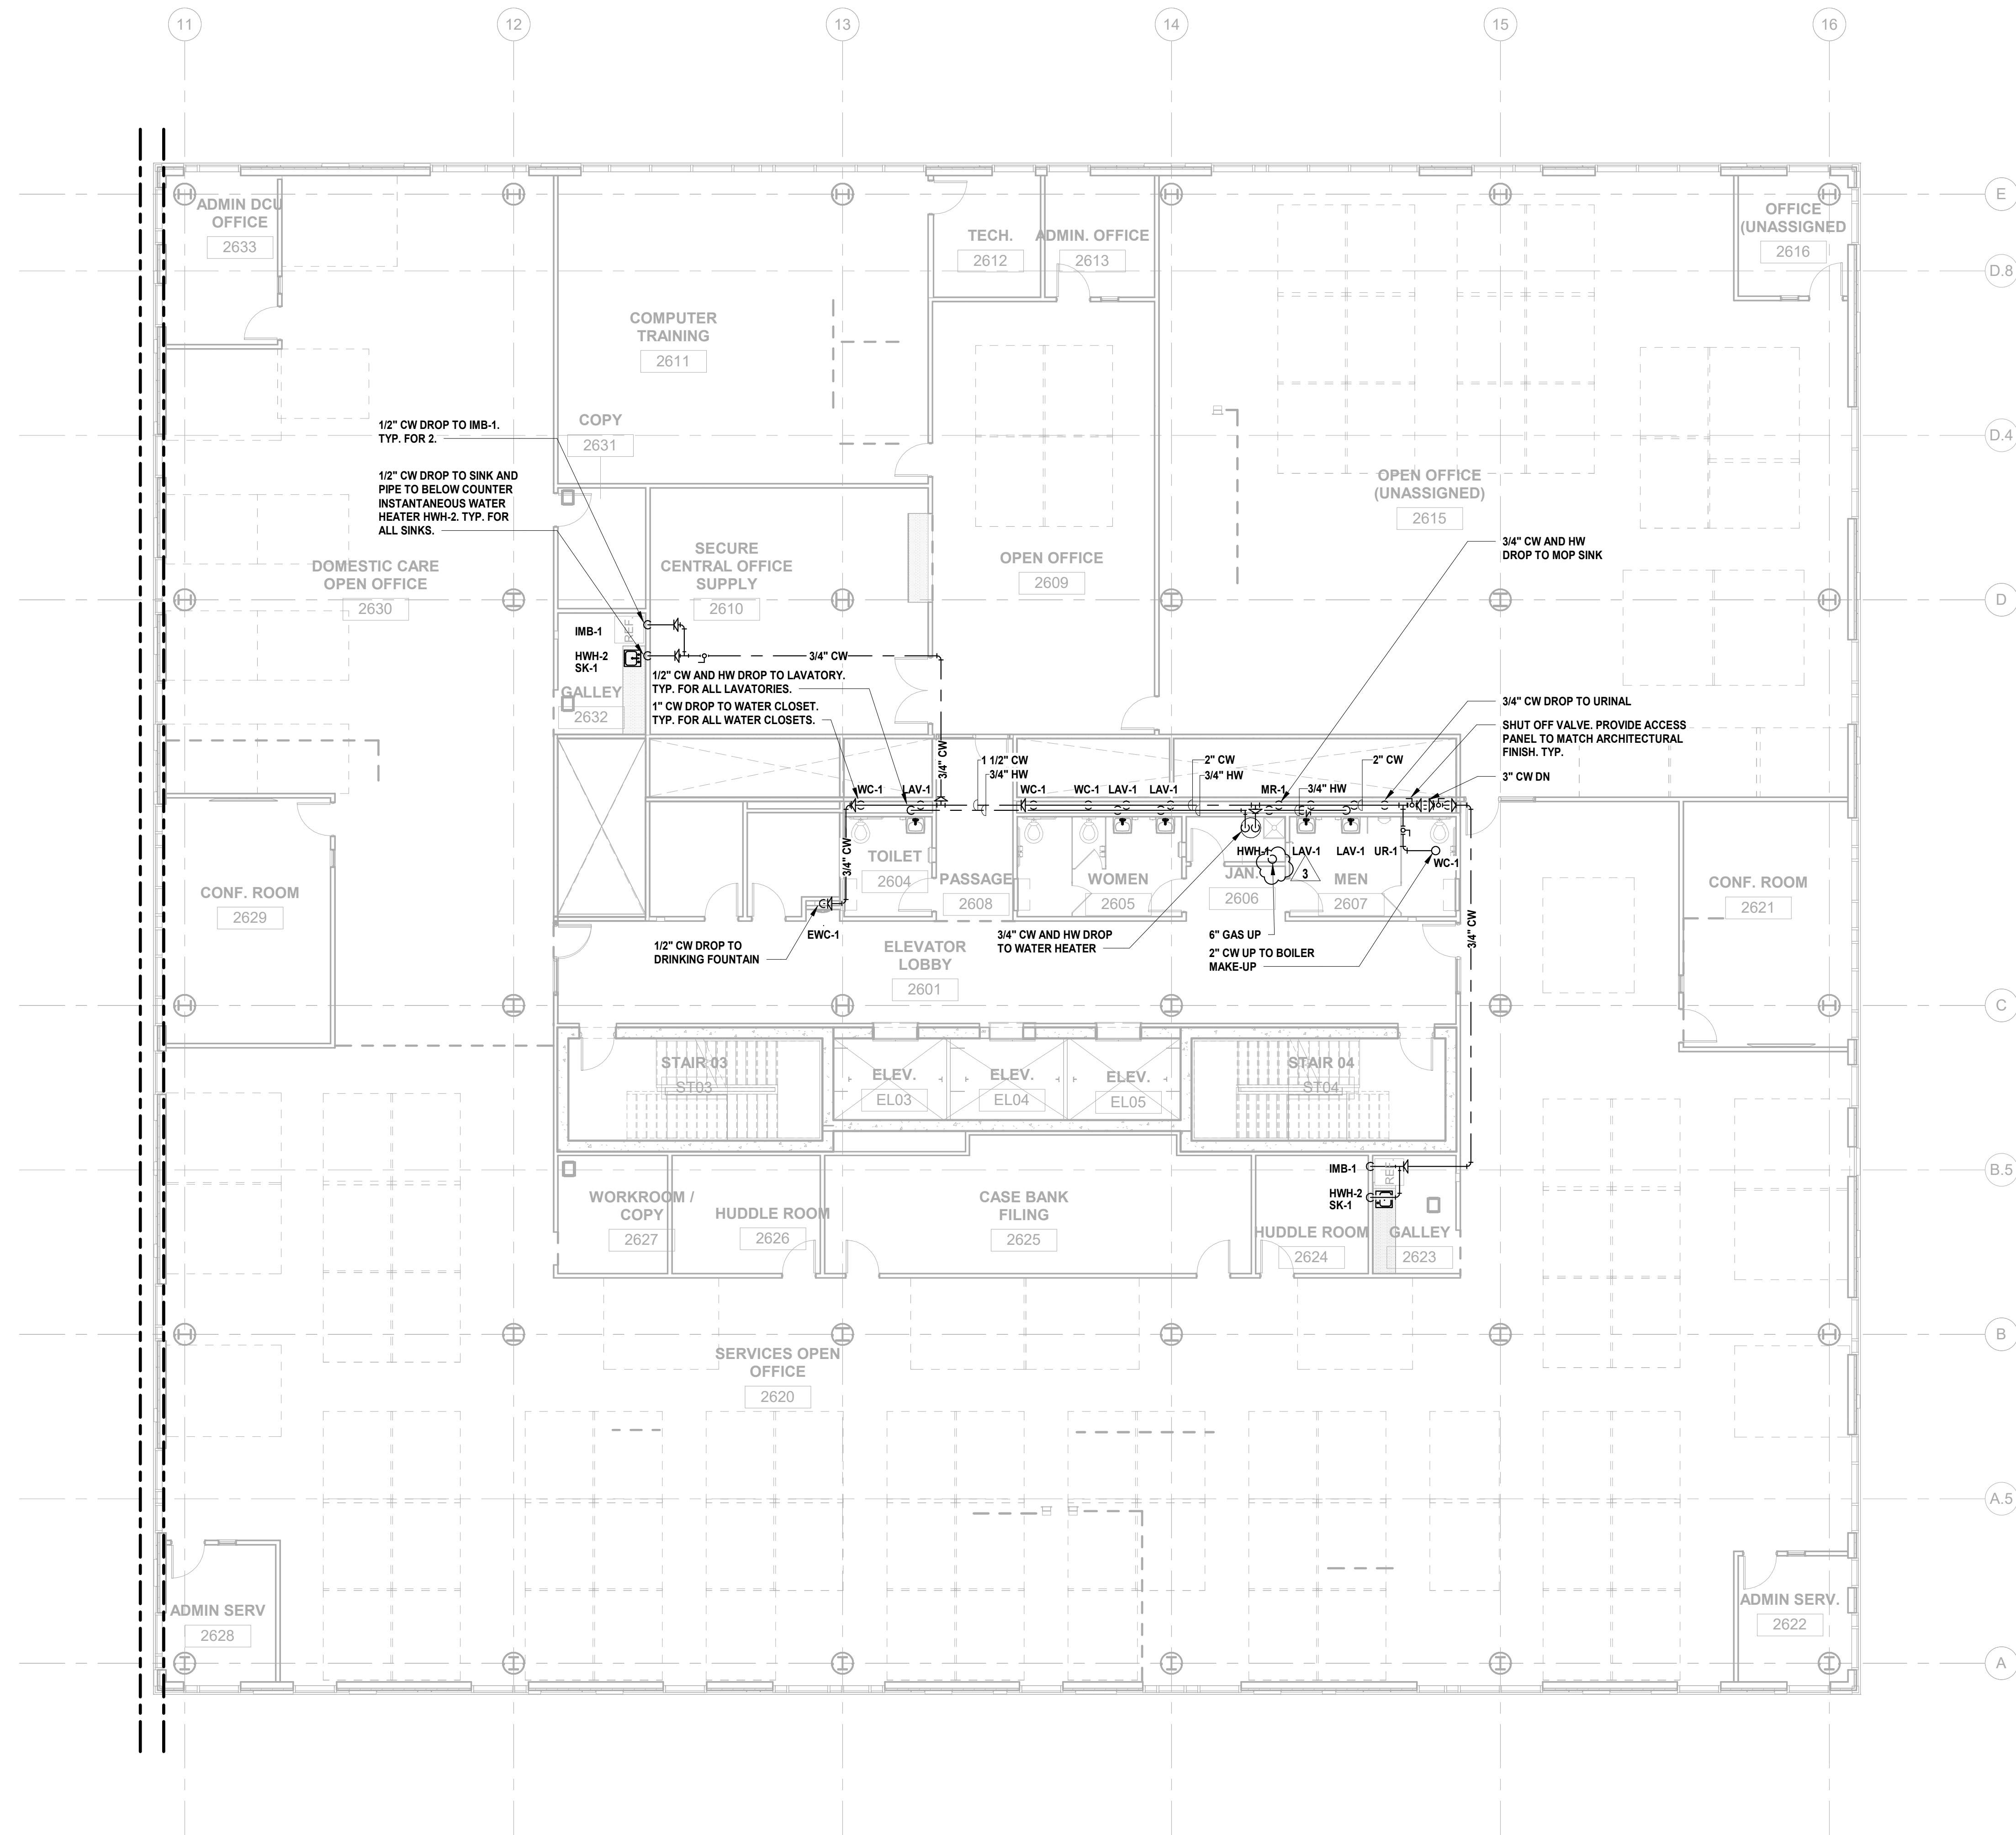 11
12
13
14
15
16
E
D.8
D.4
D
C
B.5
B
A.5
A
ADMIN DCU
OFFICE
2633
TECH.
2612
ADMIN. OFFICE
2613
OFFICE
(UNASSIGNED
2616
COMPUTER
TRAINING
2611
1/2" CW DROP TO IMB-1.
TYP. FOR 2.
COPY
2631
1/2" CW DROP TO SINK AND
PIPE TO BELOW COUNTER
INSTANTANEOUS WATER
HEATER HWH-2. TYP. FOR
ALL SINKS.
OPEN OFFICE
(UNASSIGNED)
2615
DOMESTIC CARE
OPEN OFFICE
2630
SECURE
CENTRAL OFFICE
SUPPLY
2610
OPEN OFFICE
2609
3/4" CW AND HW
DROP TO MOP SINK
IMB-1
REF.
HWH-2
SK-1
3/4" CW
GALLEY
2632
1/2" CW AND HW DROP TO LAVATORY.
TYP. FOR ALL LAVATORIES.
1" CW DROP TO WATER CLOSET.
TYP. FOR ALL WATER CLOSETS.
3/4" CW DROP TO URINAL
SHUT OFF VALVE. PROVIDE ACCESS
PANEL TO MATCH ARCHITECTURAL
FINISH. TYP.
3" CW DN
3/4" CW
1 1/2" CW
3/4" HW
2" CW
3/4" HW
2" CW
3/4" HW
WC-1
LAV-1
WC-1
WC-1
LAV-1
LAV-1
MR-1
3/4" CW
TOILET
2604
PASSAGE
2608
WOMEN
2605
HWH-1
LAV-1
LAV-1
UR-1
WC-1
3
JAN.
2606
MEN
2607
CONF. ROOM
2629
CONF. ROOM
2621
EWC-1
1/2" CW DROP TO
DRINKING FOUNTAIN
ELEVATOR
LOBBY
2601
3/4" CW AND HW DROP
TO WATER HEATER
6" GAS UP
2" CW UP TO BOILER
MAKE-UP
3/4" CW
STAIR 03
ST03
ELEV.
EL03
ELEV.
EL04
ELEV.
EL05
STAIR 04
ST04
IMB-1
REF.
HWH-2
SK-1
WORKROOM /
COPY
2627
HUDDLE ROOM
2626
CASE BANK
FILING
2625
HUDDLE ROOM
2624
GALLEY
2623
SERVICES OPEN
OFFICE
2620
ADMIN SERV
2628
ADMIN SERV.
2622